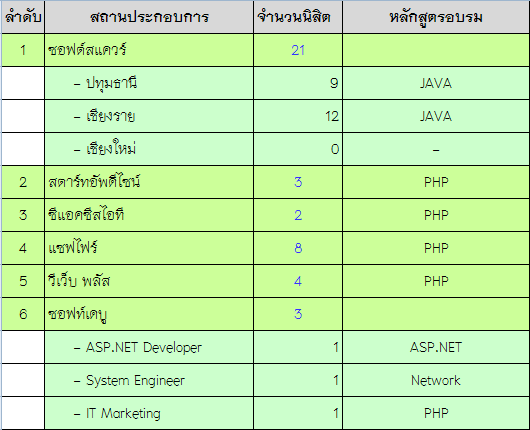 ลำดับ สถานประกอบการ จำนวนนิสิต หลักสูตรอบรม
1 ซอฟต์สแควร์ 21
– ปทุมธานี 9 JAVA
– เชียงราย 12 JAVA
– เชียงใหม่ 0 –
2 สตาร์ทอัพดีไซน์ 3 PHP
3 ซีแอคซีสไอที 2 PHP
4 แซฟไฟร์ 8 PHP
5 วีเว็บ พลัส 4 PHP
6 ซอฟท์เดบู 3
– ASP.NET Developer 1 ASP.NET
– System Engineer 1 Network
– IT Marketing 1 PHP